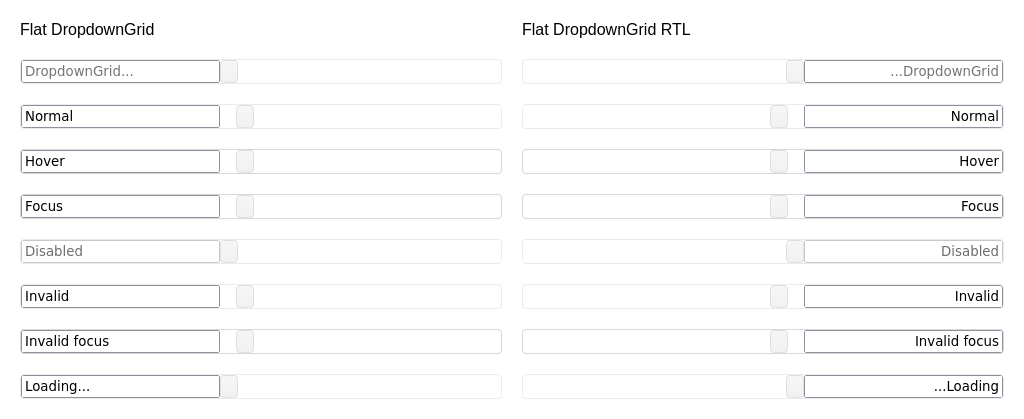 Flat DropdownGrid
DropdownGrid...
Normal
Hover
Focus
Disabled
Invalid
Invalid focus
Loading...
Flat DropdownGrid RTL
...DropdownGrid
Normal
Hover
Focus
Disabled
Invalid
Invalid focus
...Loading